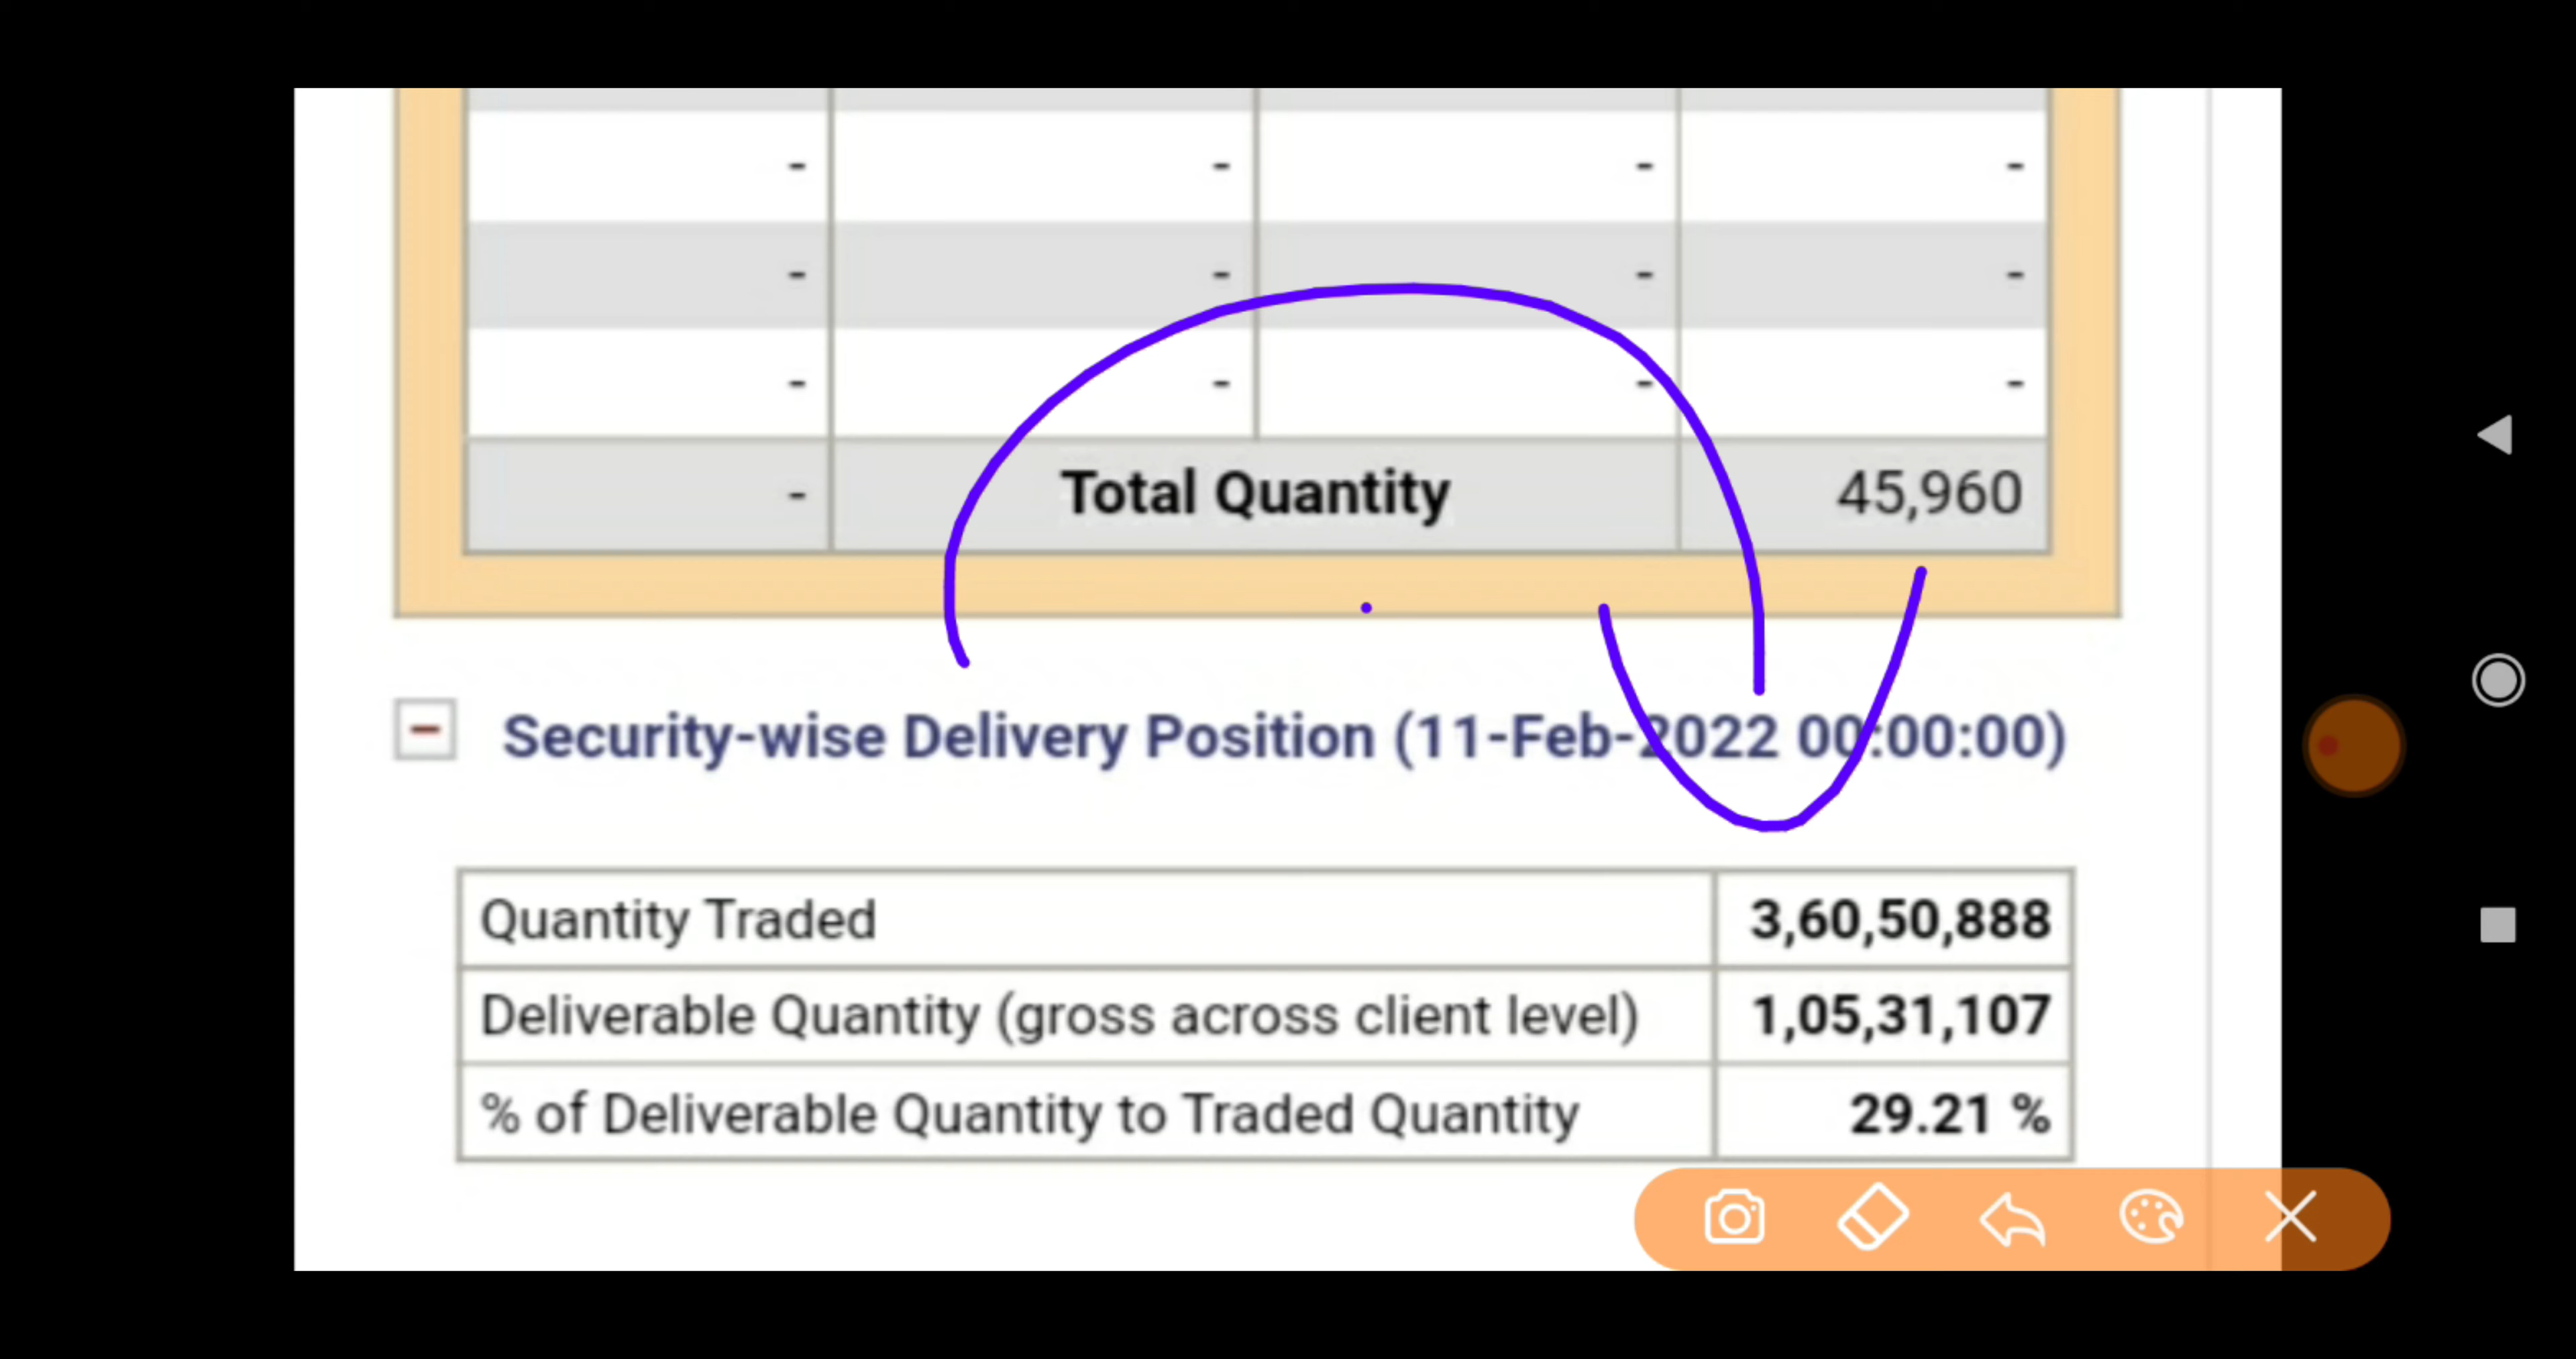 - - - -
- - - -
- - - -
- Total Quantity 45,960
Security-wise Delivery Position (11-Feb-2022 00:00:00)
Quantity Traded 3,60,50,888
Deliverable Quantity (gross across client level) 1,05,31,107
% of Deliverable Quantity to Traded Quantity 29.21 %